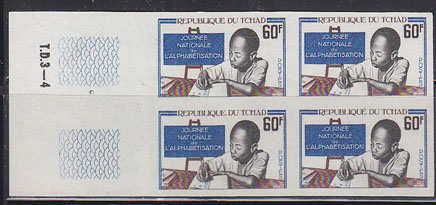 T.D.3-4
REPUBLIQUE DU TCHAD
60F
JOURNEE
NATIONALE
DE
L'ALPHABETISATION
REPUBLIQUE DU TCHAD
60F
JOURNEE
NATIONALE
DE
L'ALPHABETISATION
REPUBLIQUE DU TCHAD
60F
JOURNEE
NATIONALE
DE
L'ALPHABETISATION
REPUBLIQUE DU TCHAD
60F
JOURNEE
NATIONALE
DE
L'ALPHABETISATION